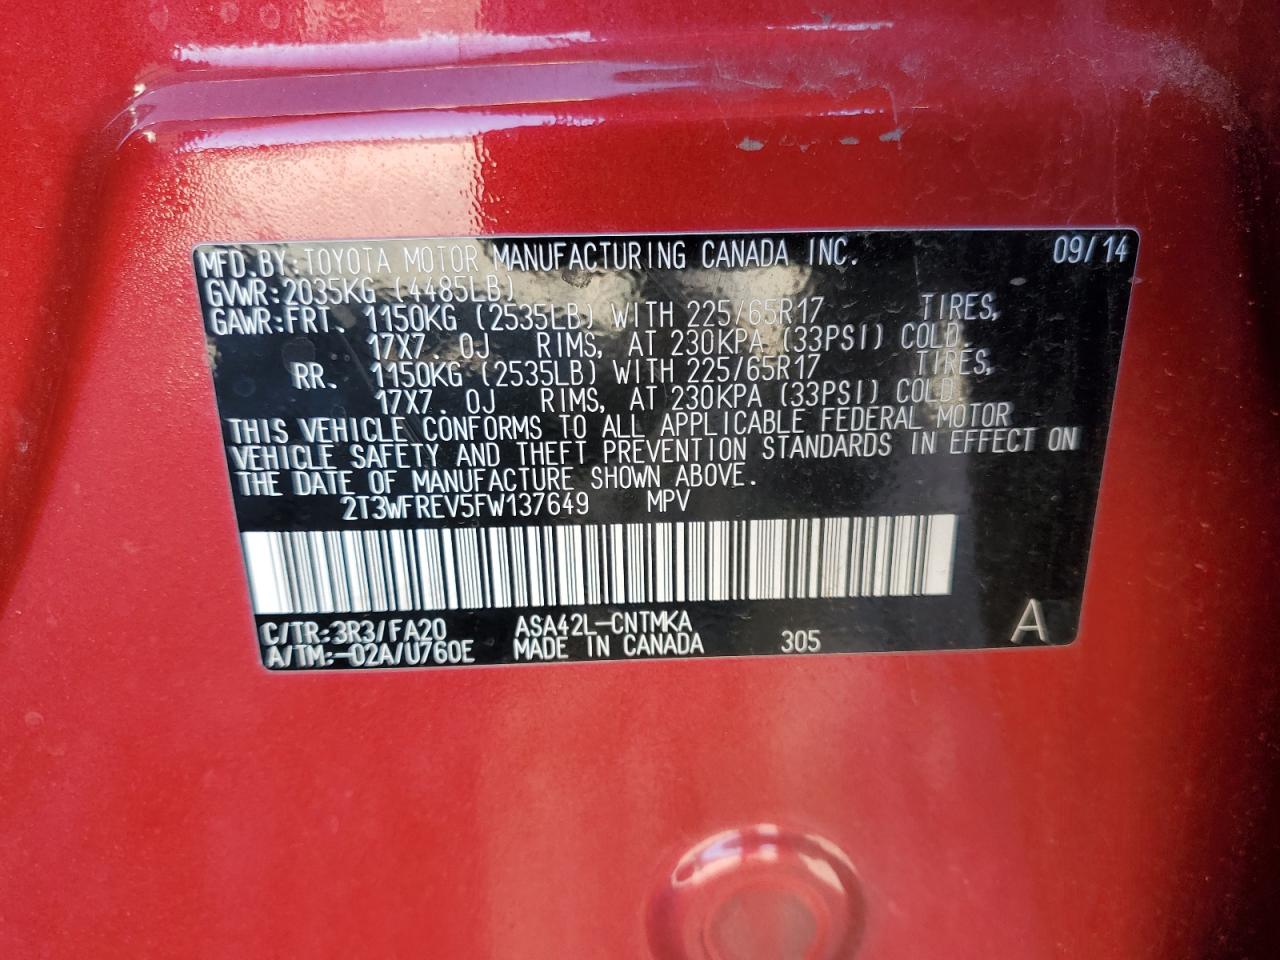 MFD.BY:TOYOTA MOTOR MANUFACTURING CANADA INC. 09/14
GVWR:2035KG (4485LB)
GAWR:FRT. 1150KG (2535LB) WITH 225/65R17 TIRES,
17X7.0J RIMS, AT 230KPA (33PSI) COLD.
RR. 1150KG (2535LB) WITH 225/65R17 TIRES,
17X7.0J RIMS, AT 230KPA (33PSI) COLD.
THIS VEHICLE CONFORMS TO ALL APPLICABLE FEDERAL MOTOR
VEHICLE SAFETY AND THEFT PREVENTION STANDARDS IN EFFECT ON
THE DATE OF MANUFACTURE SHOWN ABOVE.
2T3WFREV5FW137649 MPV
C/TR:3R3/FA20 ASA42L-CNTMKA A
A/TM:-02A/U760E MADE IN CANADA 305